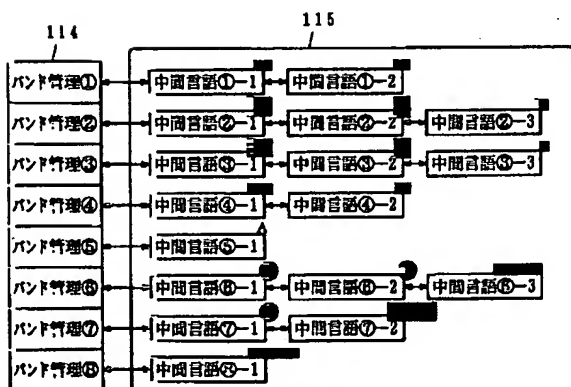 114 115
バンド管理① 中間言語①-1 中間言語①-2
バンド管理② 中間言語②-1 中間言語②-2 中間言語②-3
バンド管理③ 中間言語③-1 中間言語③-2 中間言語③-3
バンド管理④ 中間言語④-1 中間言語④-2
バンド管理⑤ 中間言語⑤-1
バンド管理⑥ 中間言語⑥-1 中間言語⑥-2 中間言語⑥-3
バンド管理⑦ 中間言語⑦-1 中間言語⑦-2
バンド管理⑧ 中間言語⑧-1